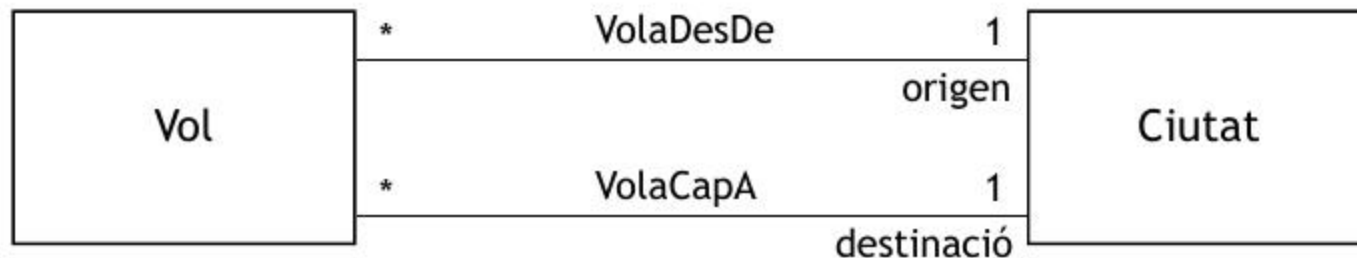 * VolaDesDe 1
origen
Vol
Ciutat
* VolaCapA 1
destinació